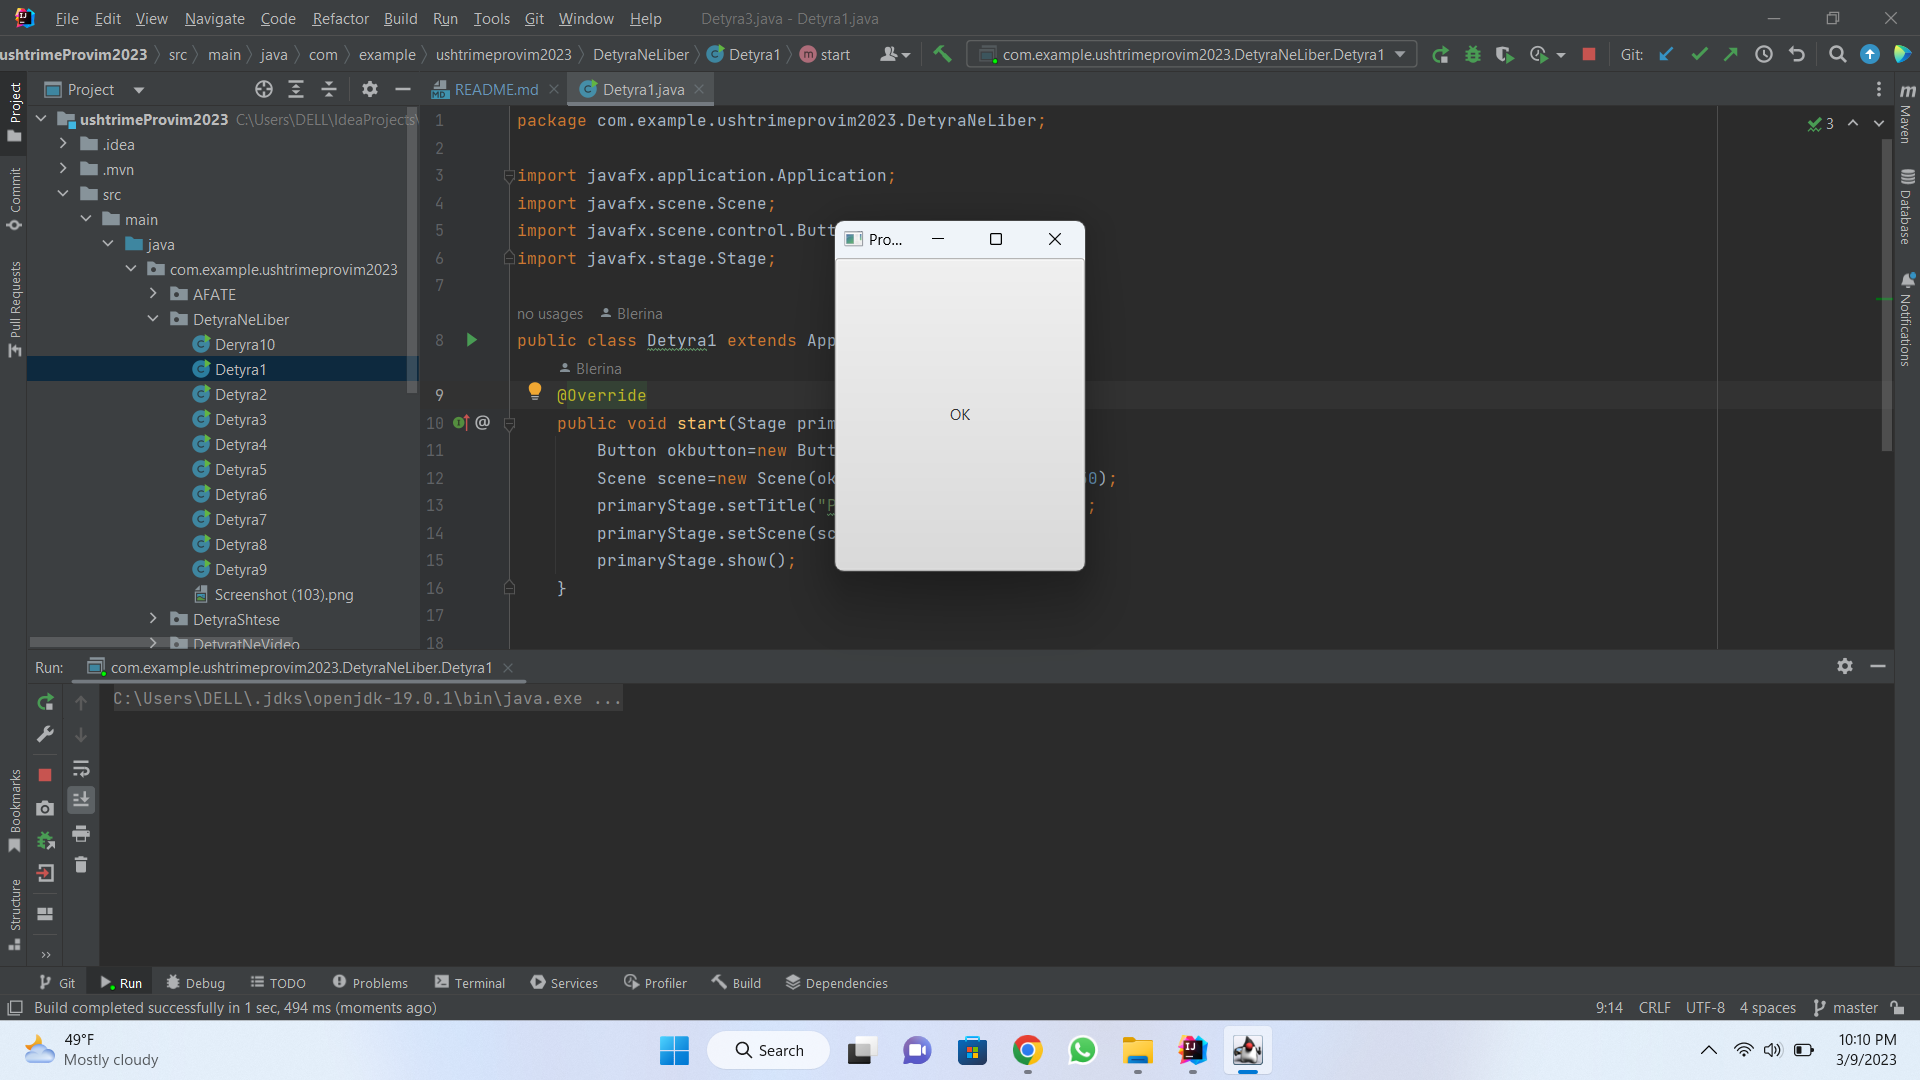 File Edit View Navigate Code Refactor Build Run Tools Git Window Help Detyra3.java - Detyra1.java
ushtrimeProvim2023 src main java com example ushtrimeprovim2023 DetyraNeLiber Detyra1 start com.example.ushtrimeprovim2023.DetyraNeLiber.Detyra1 Git:
Project
README.md
Detyra1.java
ushtrimeProvim2023 C:\Users\DELL\IdeaProjects\
.idea
.mvn
src
main
java
com.example.ushtrimeprovim2023
AFATE
DetyraNeLiber
Deryra10
Detyra1
Detyra2
Detyra3
Detyra4
Detyra5
Detyra6
Detyra7
Detyra8
Detyra9
Screenshot (103).png
DetyraShtese
DetyratNeVideo
Project
Commit
Pull Requests
Bookmarks
Structure
1 package com.example.ushtrimeprovim2023.DetyraNeLiber;
2
3 import javafx.application.Application;
4 import javafx.scene.Scene;
5 import javafx.scene.control.Butt
6 import javafx.stage.Stage;
7
no usages Blerina
8 public class Detyra1 extends App
Blerina
9 @Override
10 public void start(Stage prim
11 Button okbutton=new Butt
12 Scene scene=new Scene(ok 0);
13 primaryStage.setTitle("P ;
14 primaryStage.setScene(sc
15 primaryStage.show();
16 }
17
18
3
Pro...
OK
Maven
Database
Notifications
Run: com.example.ushtrimeprovim2023.DetyraNeLiber.Detyra1
C:\Users\DELL\.jdks\openjdk-19.0.1\bin\java.exe ...
Git Run Debug TODO Problems Terminal Services Profiler Build Dependencies
Build completed successfully in 1 sec, 494 ms (moments ago) 9:14 CRLF UTF-8 4 spaces master
49°F
Mostly cloudy
Search
10:10 PM
3/9/2023